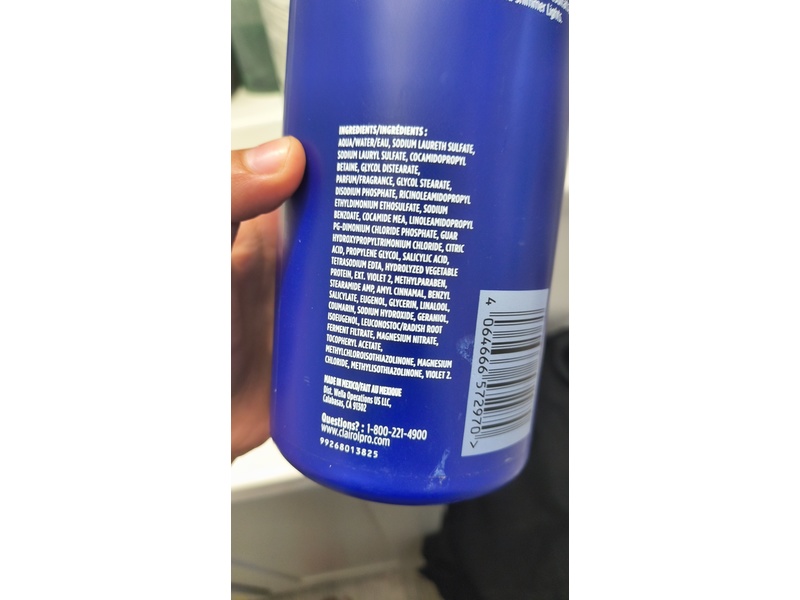 Shimmer Lights.
INGREDIENTS/INGRÉDIENTS :
AQUA/WATER/EAU, SODIUM LAURETH SULFATE,
SODIUM LAURYL SULFATE, COCAMIDOPROPYL
BETAINE, GLYCOL DISTEARATE,
PARFUM/FRAGRANCE, GLYCOL STEARATE,
DISODIUM PHOSPHATE, RICINOLEAMIDOPROPYL
ETHYLDIMONIUM ETHOSULFATE, SODIUM
BENZOATE, COCAMIDE MEA, LINOLEAMIDOPROPYL
PG-DIMONIUM CHLORIDE PHOSPHATE, GUAR
HYDROXYPROPYLTRIMONIUM CHLORIDE, CITRIC
ACID, PROPYLENE GLYCOL, SALICYLIC ACID,
TETRASODIUM EDTA, HYDROLYZED VEGETABLE
PROTEIN, EXT. VIOLET 2, METHYLPARABEN,
STEARAMIDE AMP, AMYL CINNAMAL, BENZYL
SALICYLATE, EUGENOL, GLYCERIN, LINALOOL,
COUMARIN, SODIUM HYDROXIDE, GERANIOL,
ISOEUGENOL, LEUCONOSTOC/RADISH ROOT
FERMENT FILTRATE, MAGNESIUM NITRATE,
TOCOPHERYL ACETATE,
METHYLCHLOROISOTHIAZOLINONE, MAGNESIUM
CHLORIDE, METHYLISOTHIAZOLINONE, VIOLET 2.
MADE IN MEXICO/FAIT AU MEXIQUE
Dist. Wella Operations US LLC,
Calabasas, CA 91302
Questions? : 1-800-221-4900
www.clairolpro.com
99268013825
4 064666 572970 >